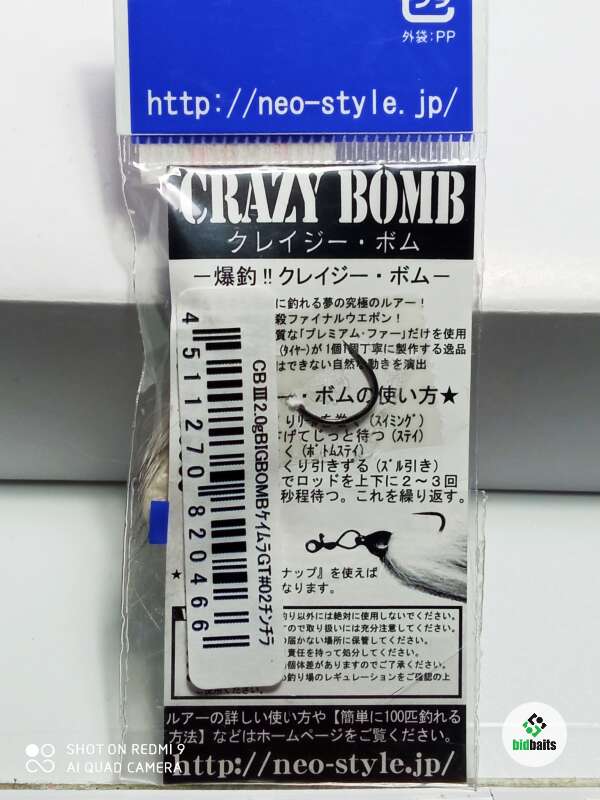 外袋:PP
http://neo-style.jp/
CRAZY BOMB
クレイジー・ボム
ー爆釣!!クレイジー・ボムー
に釣れる夢の究極のルアー!
殺ファイナルウエポン!
質な「プレミアム・ファー」だけを使用
(タイヤー)が1個1個丁寧に製作する逸品
はできない自然な動きを演出
ー・ボムの使い方★
(スイミング)
げてじっと待つ (ステイ)
く (ボトムステイ)
くり引きずる (ズル引き)
でロッドを上下に2〜3回
秒程待つ。これを繰り返す。
ナップ』を使えば
なります。
釣り以外には絶対に使用しないでください。
ので取り扱いには充分注意してください。
の届かない場所に保管してください。
責任を持って処分してください。
個体差がありますのでご了承ください。
の釣り場のレギュレーションをご確認の上
ご使用ください。
ルアーの詳しい使い方や【簡単に100匹釣れる
方法】などはホームページをご覧ください。
http://neo-style.jp/
CBⅢ2.0gBIGBOMBケイムラGT#02チンチラ
4 511270 820466
SHOT ON REDMI 9
AI QUAD CAMERA
bidbaits